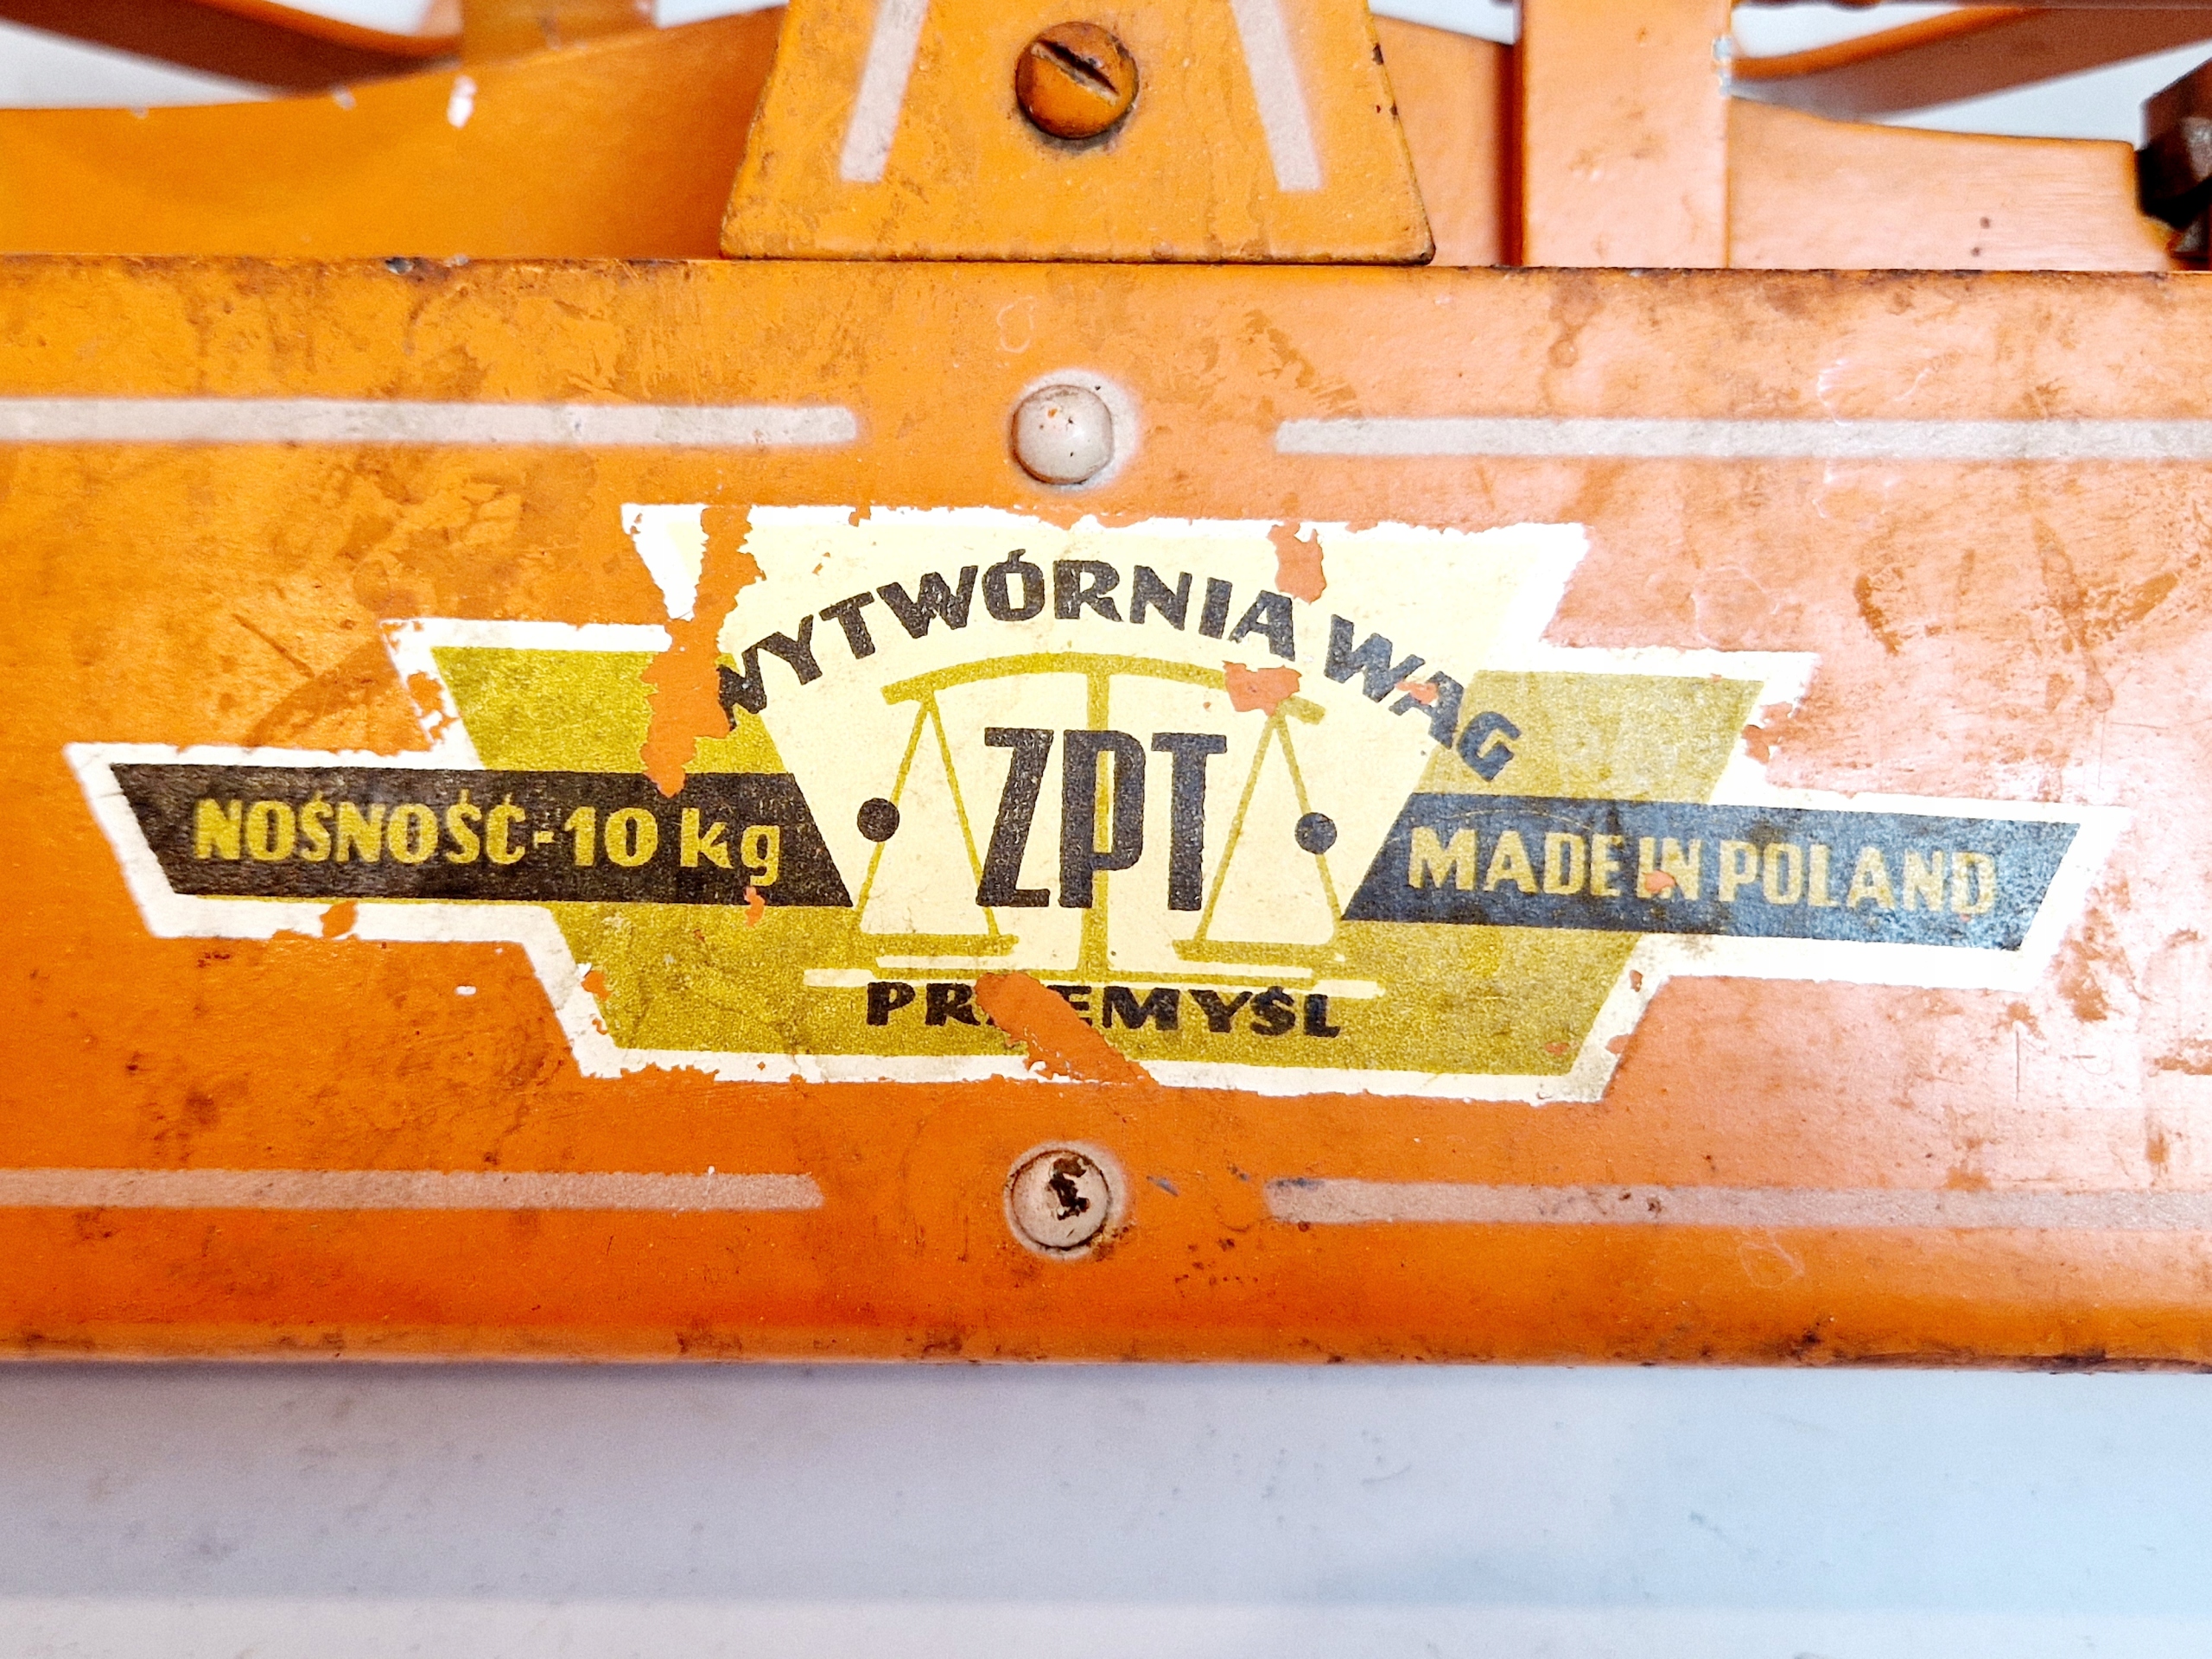 WYTWÓRNIA WAG
ZPT
NOŚNOŚĆ-10 kg
MADE IN POLAND
PRZEMYŚL